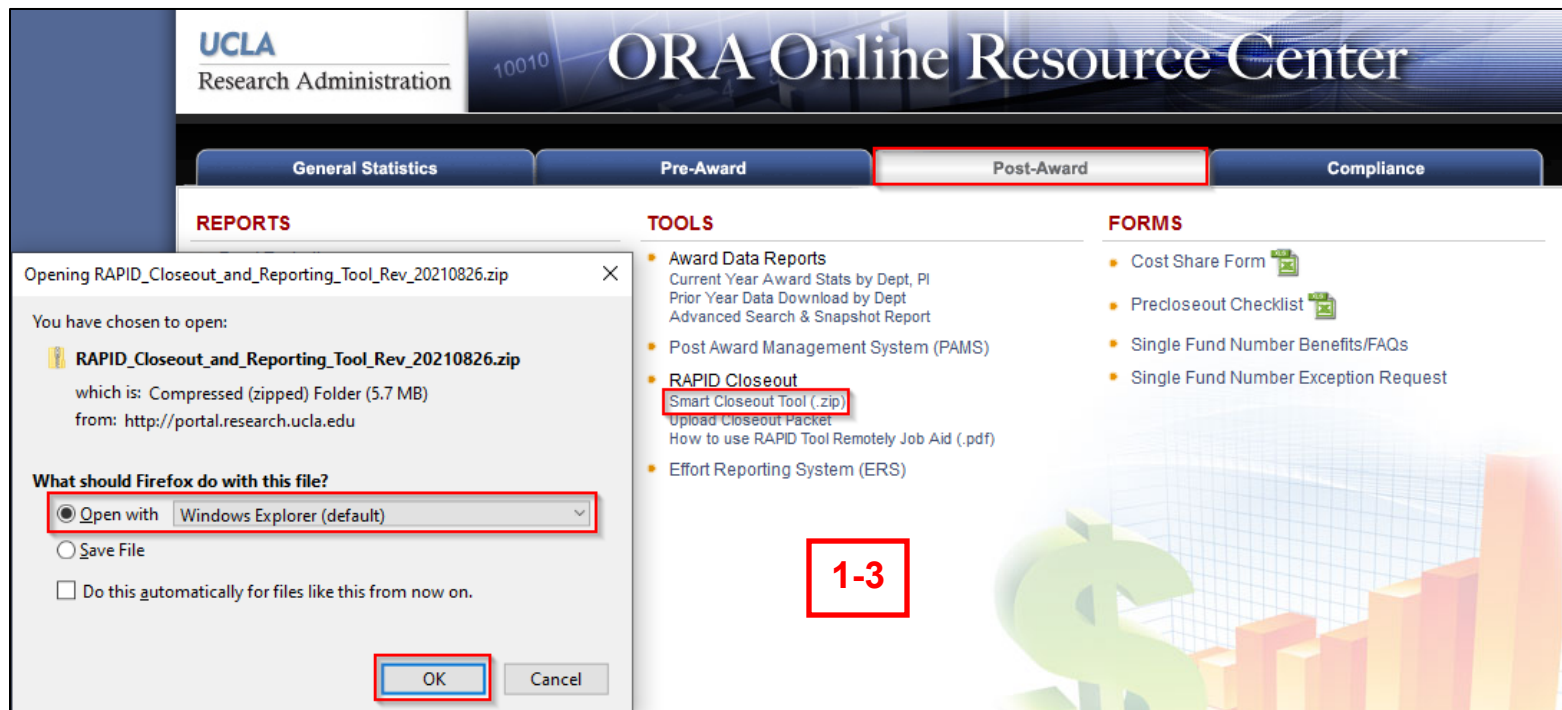 UCLA
Research Administration
10010
ORA Online Resource Center
General Statistics
Pre-Award
Post-Award
Compliance
REPORTS
Opening RAPID_Closeout_and_Reporting_Tool_Rev_20210826.zip
You have chosen to open:
RAPID_Closeout_and_Reporting_Tool_Rev_20210826.zip
which is: Compressed (zipped) Folder (5.7 MB)
from: http://portal.research.ucla.edu
What should Firefox do with this file?
Open with Windows Explorer (default)
Save File
Do this automatically for files like this from now on.
OK
Cancel
TOOLS
Award Data Reports
Current Year Award Stats by Dept, PI
Prior Year Data Download by Dept
Advanced Search & Snapshot Report
Post Award Management System (PAMS)
RAPID Closeout
Smart Closeout Tool (.zip)
Upload Closeout Packet
How to use RAPID Tool Remotely Job Aid (.pdf)
Effort Reporting System (ERS)
1-3
FORMS
Cost Share Form
Precloseout Checklist
Single Fund Number Benefits/FAQs
Single Fund Number Exception Request